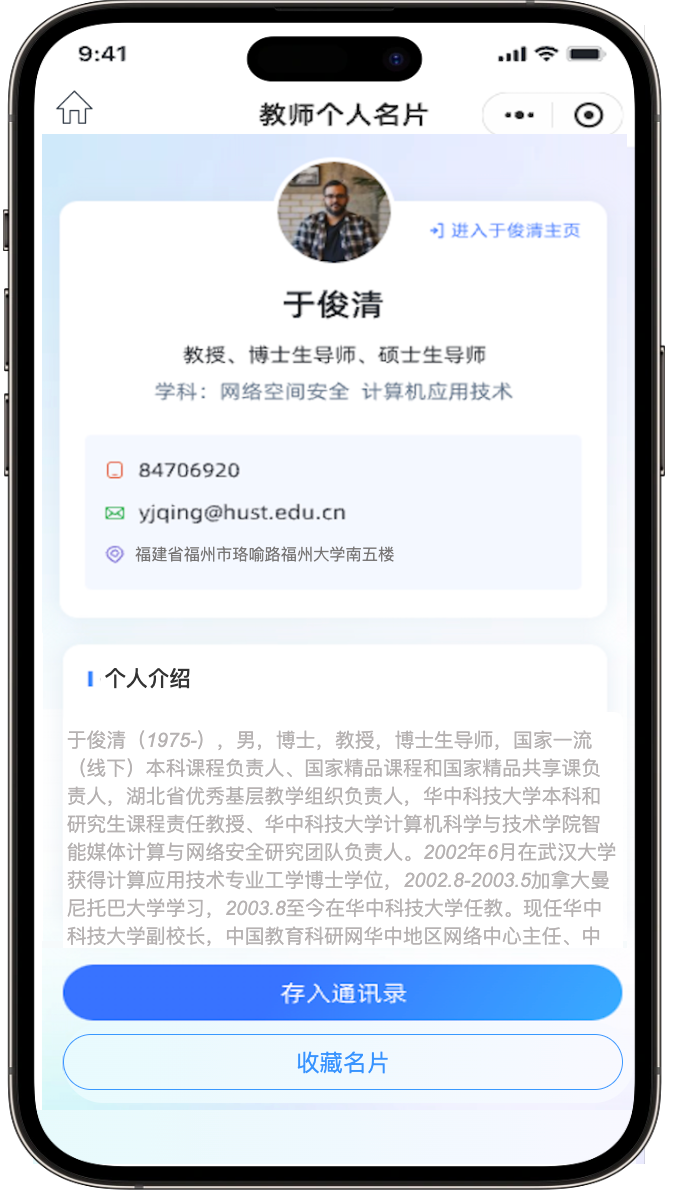 9:41
教师个人名片
进入于俊清主页
于俊清
教授、博士生导师、硕士生导师
学科：网络空间安全 计算机应用技术
84706920
yjqing@hust.edu.cn
福建省福州市珞喻路福州大学南五楼
个人介绍
于俊清（1975-），男，博士，教授，博士生导师，国家一流
（线下）本科课程负责人、国家精品课程和国家精品共享课负
责人，湖北省优秀基层教学组织负责人，华中科技大学本科和
研究生课程责任教授、华中科技大学计算机科学与技术学院智
能媒体计算与网络安全研究团队负责人。2002年6月在武汉大学
获得计算应用技术专业工学博士学位，2002.8-2003.5加拿大曼
尼托巴大学学习，2003.8至今在华中科技大学任教。现任华中
科技大学副校长，中国教育科研网华中地区网络中心主任、中
存入通讯录
收藏名片